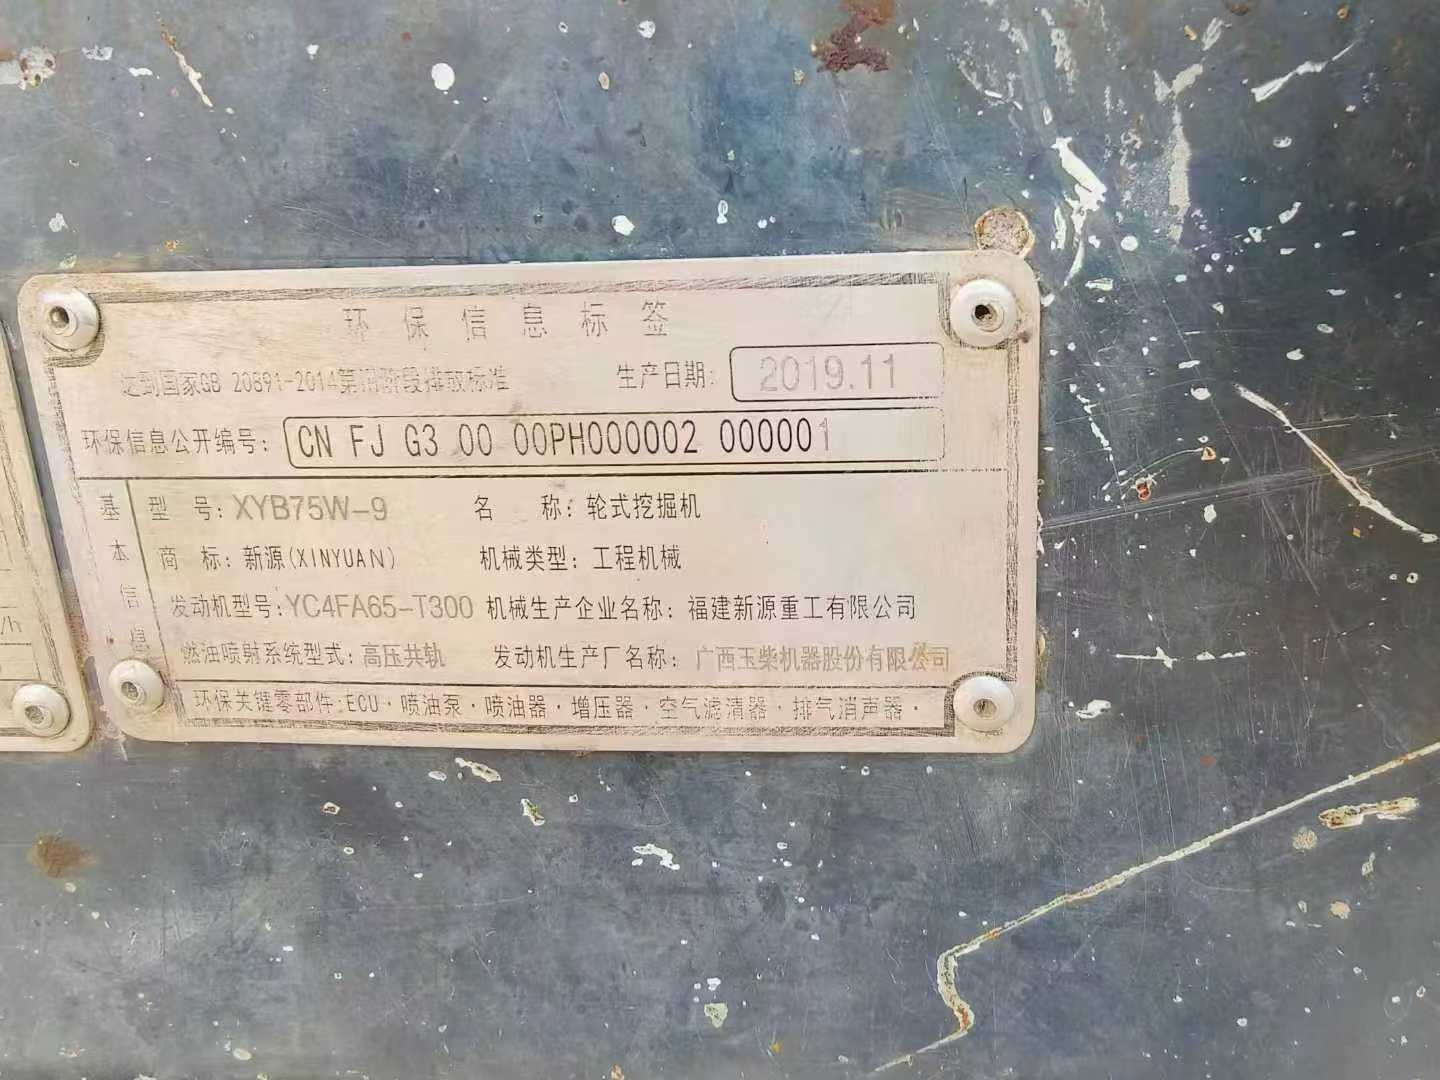 环保信息标签
达到国家GB 20891-2014第三阶段排放标准 生产日期: 2019.11
环保信息公开编号: CN FJ G3 00 00PH000002 000001
基本信息
型 号: XYB75W-9 名 称: 轮式挖掘机
商 标: 新源(XINYUAN) 机械类型: 工程机械
发动机型号: YC4FA65-T300 机械生产企业名称: 福建新源重工有限公司
燃油喷射系统型式: 高压共轨 发动机生产厂名称: 广西玉柴机器股份有限公司
环保关键零部件:ECU·喷油泵·喷油器·增压器·空气滤清器·排气消声器·
/h